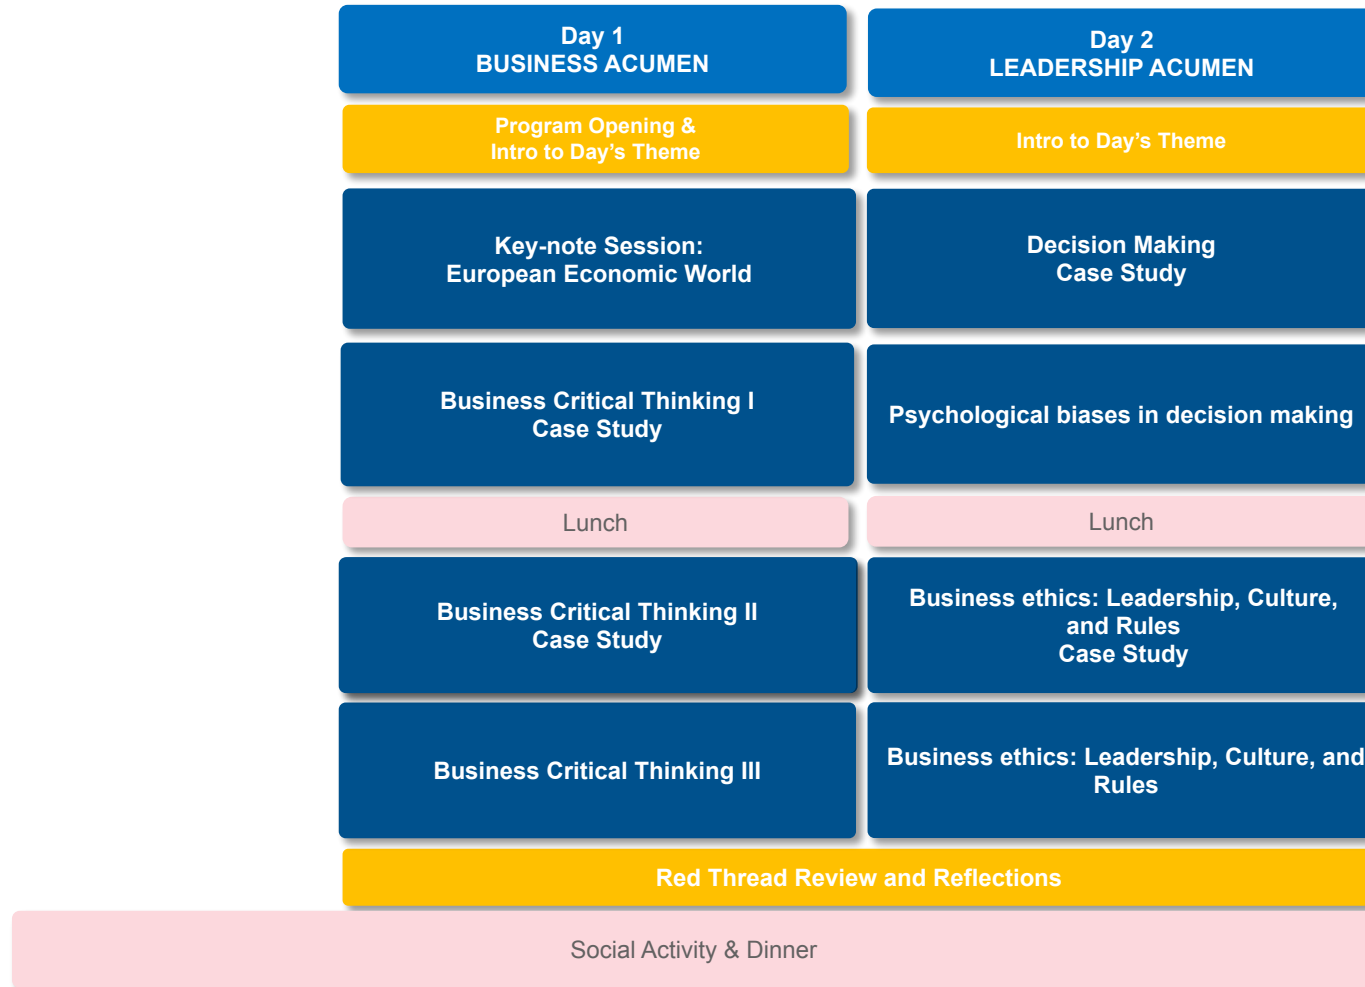 Day 1
BUSINESS ACUMEN
Program Opening &
Intro to Day's Theme
Key-note Session:
European Economic World
Business Critical Thinking I
Case Study
Lunch
Business Critical Thinking II
Case Study
Business Critical Thinking III
Day 2
LEADERSHIP ACUMEN
Intro to Day's Theme
Decision Making
Case Study
Psychological biases in decision making
Lunch
Business ethics: Leadership, Culture,
and Rules
Case Study
Business ethics: Leadership, Culture, and
Rules
Red Thread Review and Reflections
Social Activity & Dinner